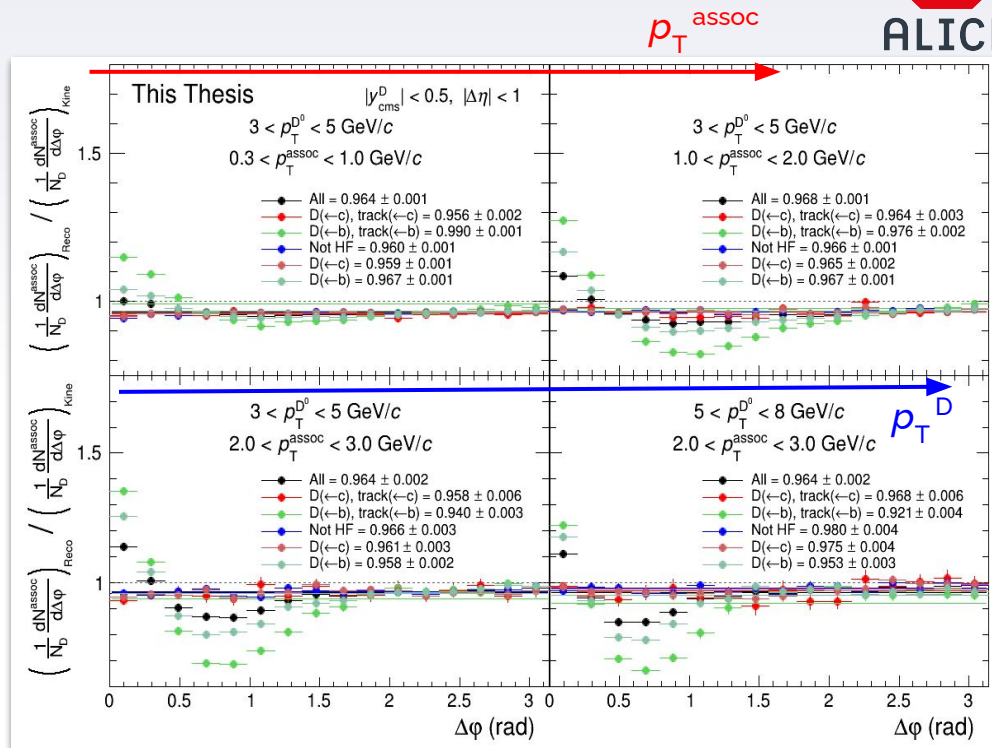 p_T^assoc
ALIC
This Thesis
|y^D_cms| < 0.5, |Δη| < 1
3 < p_T^D⁰ < 5 GeV/c
0.3 < p_T^assoc < 1.0 GeV/c
All = 0.964 ± 0.001
D(←c), track(←c) = 0.956 ± 0.002
D(←b), track(←b) = 0.990 ± 0.001
Not HF = 0.960 ± 0.001
D(←c) = 0.959 ± 0.001
D(←b) = 0.967 ± 0.001
3 < p_T^D⁰ < 5 GeV/c
1.0 < p_T^assoc < 2.0 GeV/c
All = 0.968 ± 0.001
D(←c), track(←c) = 0.964 ± 0.003
D(←b), track(←b) = 0.976 ± 0.002
Not HF = 0.966 ± 0.001
D(←c) = 0.965 ± 0.002
D(←b) = 0.967 ± 0.001
(1/N_D dN^assoc/dΔφ)_Reco / (1/N_D dN^assoc/dΔφ)_Kine
1.5
1
p_T^D
3 < p_T^D⁰ < 5 GeV/c
2.0 < p_T^assoc < 3.0 GeV/c
All = 0.964 ± 0.002
D(←c), track(←c) = 0.958 ± 0.006
D(←b), track(←b) = 0.940 ± 0.003
Not HF = 0.966 ± 0.003
D(←c) = 0.961 ± 0.003
D(←b) = 0.958 ± 0.002
5 < p_T^D⁰ < 8 GeV/c
2.0 < p_T^assoc < 3.0 GeV/c
All = 0.964 ± 0.002
D(←c), track(←c) = 0.968 ± 0.006
D(←b), track(←b) = 0.921 ± 0.004
Not HF = 0.980 ± 0.004
D(←c) = 0.975 ± 0.004
D(←b) = 0.953 ± 0.003
(1/N_D dN^assoc/dΔφ)_Reco / (1/N_D dN^assoc/dΔφ)_Kine
1.5
1
0 0.5 1 1.5 2 2.5 3
0 0.5 1 1.5 2 2.5 3
Δφ (rad)
Δφ (rad)